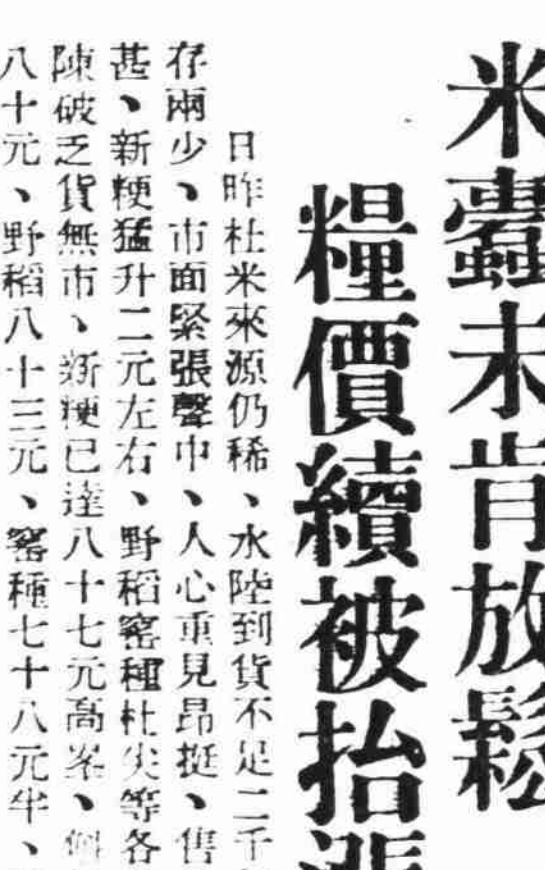 米蠹未肯放鬆
糧價續被抬漲
日昨杜米來源仍稀、水陸到貨不足二千
存兩少、市面緊張聲中、人心重見昂挺、售
甚、新粳猛升二元左右、野稻窰種杜尖等各
陳破乏貨無市、新粳已達八十七元高峯、
八十元、野稻八十三元、窰種七十八元半、